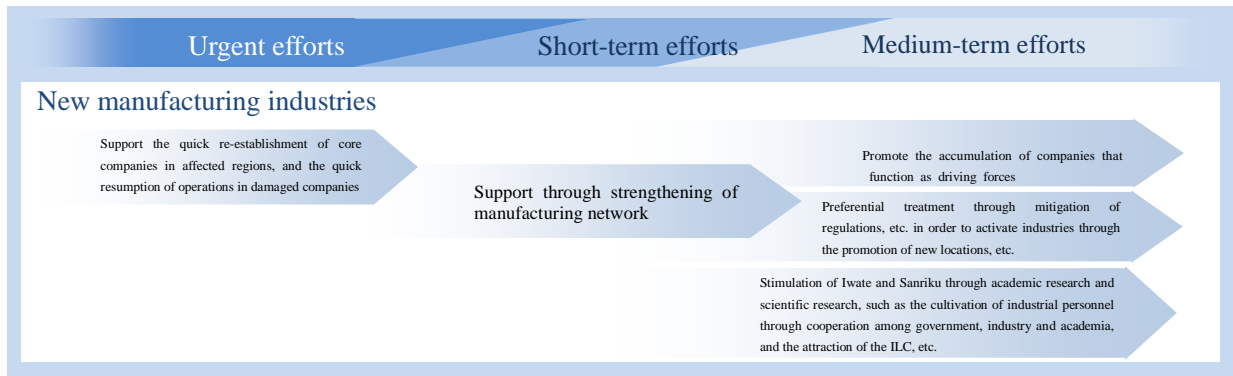 Urgent efforts
Short-term efforts
Medium-term efforts
New manufacturing industries
Support the quick re-establishment of core
companies in affected regions, and the quick
resumption of operations in damaged companies
Support through strengthening of
manufacturing network
Promote the accumulation of companies that
function as driving forces
Preferential treatment through mitigation of
regulations, etc. in order to activate industries through
the promotion of new locations, etc.
Stimulation of Iwate and Sanriku through academic research and
scientific research, such as the cultivation of industrial personnel
through cooperation among government, industry and academia,
and the attraction of the ILC, etc.